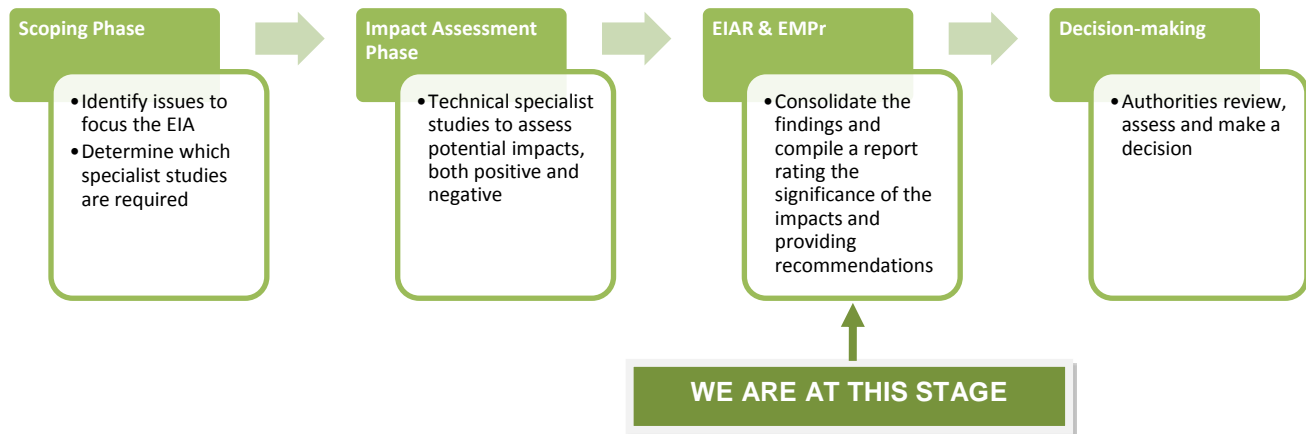 Scoping Phase
•Identify issues to
focus the EIA
•Determine which
specialist studies
are required
Impact Assessment
Phase
•Technical specialist
studies to assess
potential impacts,
both positive and
negative
EIAR & EMPr
•Consolidate the
findings and
compile a report
rating the
significance of the
impacts and
providing
recommendations
Decision-making
•Authorities review,
assess and make a
decision
WE ARE AT THIS STAGE